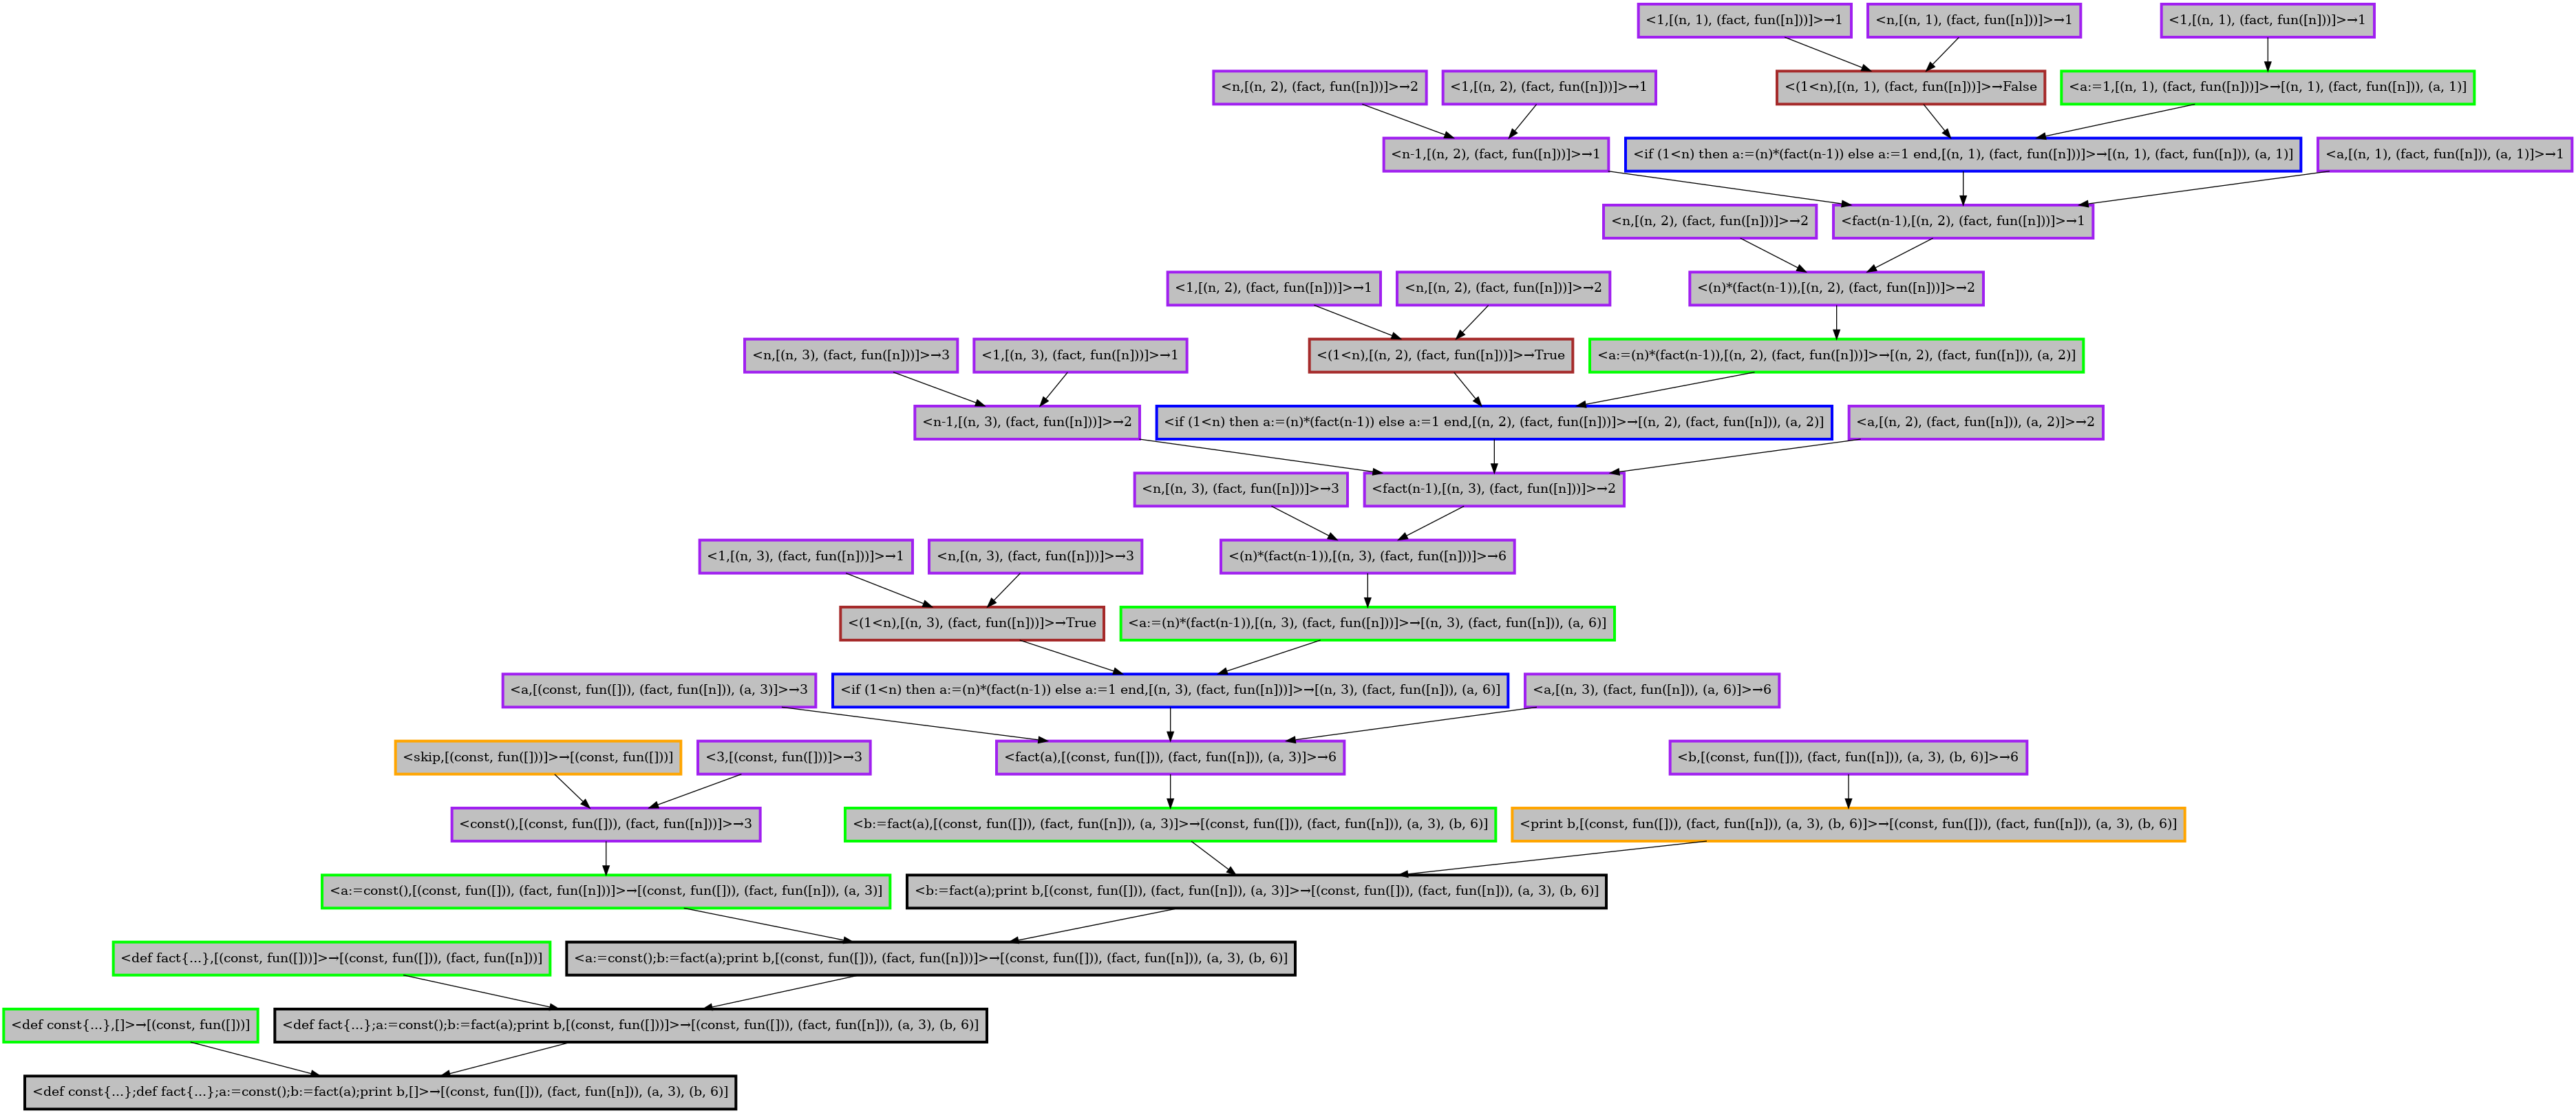 <1,[(n, 1), (fact, fun([n]))]>→1
<n,[(n, 1), (fact, fun([n]))]>→1
<1,[(n, 1), (fact, fun([n]))]>→1
<n,[(n, 2), (fact, fun([n]))]>→2
<1,[(n, 2), (fact, fun([n]))]>→1
<(1<n),[(n, 1), (fact, fun([n]))]>→False
<a:=1,[(n, 1), (fact, fun([n]))]>→[(n, 1), (fact, fun([n])), (a, 1)]
<n-1,[(n, 2), (fact, fun([n]))]>→1
<if (1<n) then a:=(n)*(fact(n-1)) else a:=1 end,[(n, 1), (fact, fun([n]))]>→[(n, 1), (fact, fun([n])), (a, 1)]
<a,[(n, 1), (fact, fun([n])), (a, 1)]>→1
<n,[(n, 2), (fact, fun([n]))]>→2
<fact(n-1),[(n, 2), (fact, fun([n]))]>→1
<1,[(n, 2), (fact, fun([n]))]>→1
<n,[(n, 2), (fact, fun([n]))]>→2
<(n)*(fact(n-1)),[(n, 2), (fact, fun([n]))]>→2
<n,[(n, 3), (fact, fun([n]))]>→3
<1,[(n, 3), (fact, fun([n]))]>→1
<(1<n),[(n, 2), (fact, fun([n]))]>→True
<a:=(n)*(fact(n-1)),[(n, 2), (fact, fun([n]))]>→[(n, 2), (fact, fun([n])), (a, 2)]
<n-1,[(n, 3), (fact, fun([n]))]>→2
<if (1<n) then a:=(n)*(fact(n-1)) else a:=1 end,[(n, 2), (fact, fun([n]))]>→[(n, 2), (fact, fun([n])), (a, 2)]
<a,[(n, 2), (fact, fun([n])), (a, 2)]>→2
<n,[(n, 3), (fact, fun([n]))]>→3
<fact(n-1),[(n, 3), (fact, fun([n]))]>→2
<1,[(n, 3), (fact, fun([n]))]>→1
<n,[(n, 3), (fact, fun([n]))]>→3
<(n)*(fact(n-1)),[(n, 3), (fact, fun([n]))]>→6
<(1<n),[(n, 3), (fact, fun([n]))]>→True
<a:=(n)*(fact(n-1)),[(n, 3), (fact, fun([n]))]>→[(n, 3), (fact, fun([n])), (a, 6)]
<a,[(const, fun([])), (fact, fun([n])), (a, 3)]>→3
<if (1<n) then a:=(n)*(fact(n-1)) else a:=1 end,[(n, 3), (fact, fun([n]))]>→[(n, 3), (fact, fun([n])), (a, 6)]
<a,[(n, 3), (fact, fun([n])), (a, 6)]>→6
<skip,[(const, fun([]))]>→[(const, fun([]))]
<3,[(const, fun([]))]>→3
<fact(a),[(const, fun([])), (fact, fun([n])), (a, 3)]>→6
<b,[(const, fun([])), (fact, fun([n])), (a, 3), (b, 6)]>→6
<const(),[(const, fun([])), (fact, fun([n]))]>→3
<b:=fact(a),[(const, fun([])), (fact, fun([n])), (a, 3)]>→[(const, fun([])), (fact, fun([n])), (a, 3), (b, 6)]
<print b,[(const, fun([])), (fact, fun([n])), (a, 3), (b, 6)]>→[(const, fun([])), (fact, fun([n])), (a, 3), (b, 6)]
<a:=const(),[(const, fun([])), (fact, fun([n]))]>→[(const, fun([])), (fact, fun([n])), (a, 3)]
<b:=fact(a);print b,[(const, fun([])), (fact, fun([n])), (a, 3)]>→[(const, fun([])), (fact, fun([n])), (a, 3), (b, 6)]
<def fact{...},[(const, fun([]))]>→[(const, fun([])), (fact, fun([n]))]
<a:=const();b:=fact(a);print b,[(const, fun([])), (fact, fun([n]))]>→[(const, fun([])), (fact, fun([n])), (a, 3), (b, 6)]
<def const{...},[]>→[(const, fun([]))]
<def fact{...};a:=const();b:=fact(a);print b,[(const, fun([]))]>→[(const, fun([])), (fact, fun([n])), (a, 3), (b, 6)]
<def const{...};def fact{...};a:=const();b:=fact(a);print b,[]>→[(const, fun([])), (fact, fun([n])), (a, 3), (b, 6)]